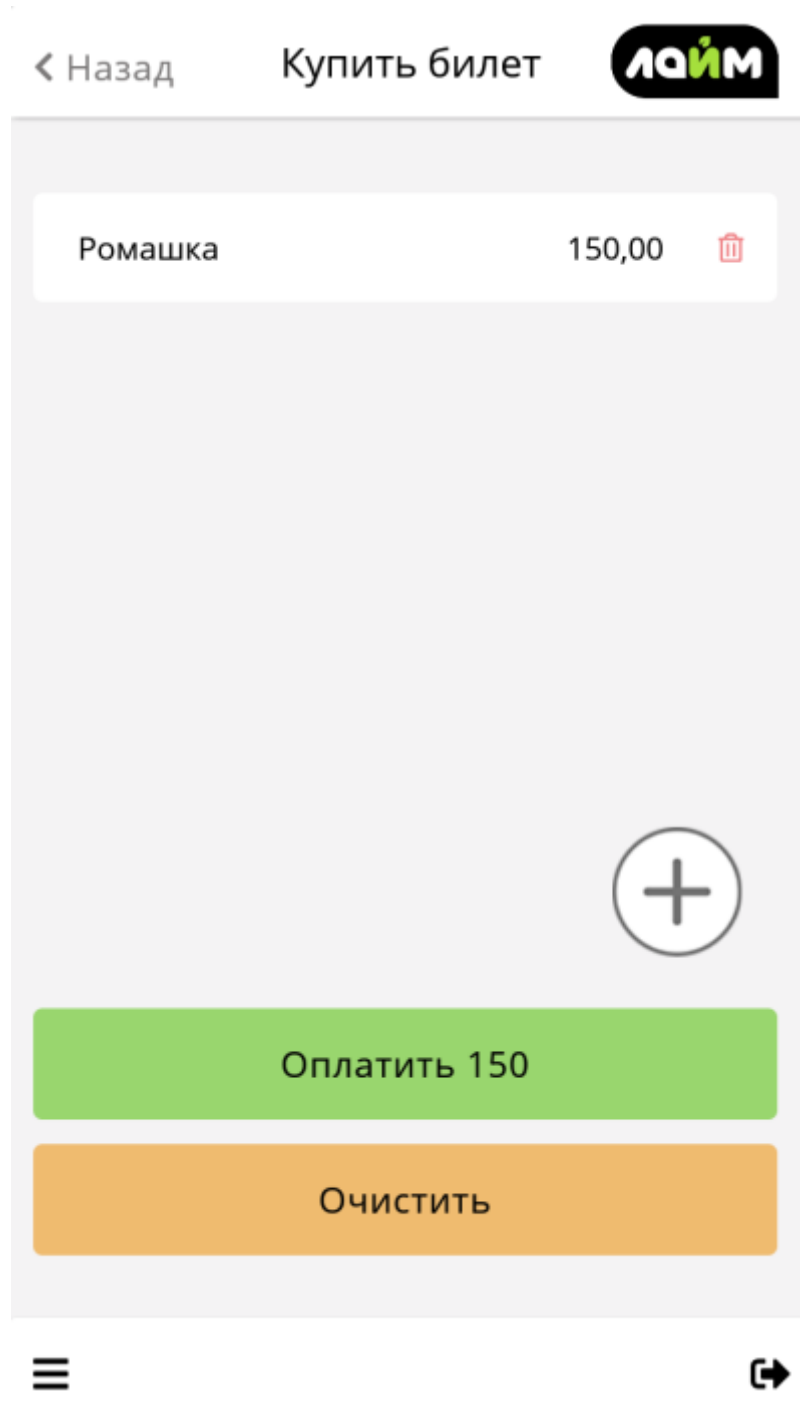 Назад
Купить билет
лайм
Ромашка 150,00
Оплатить 150
Очистить